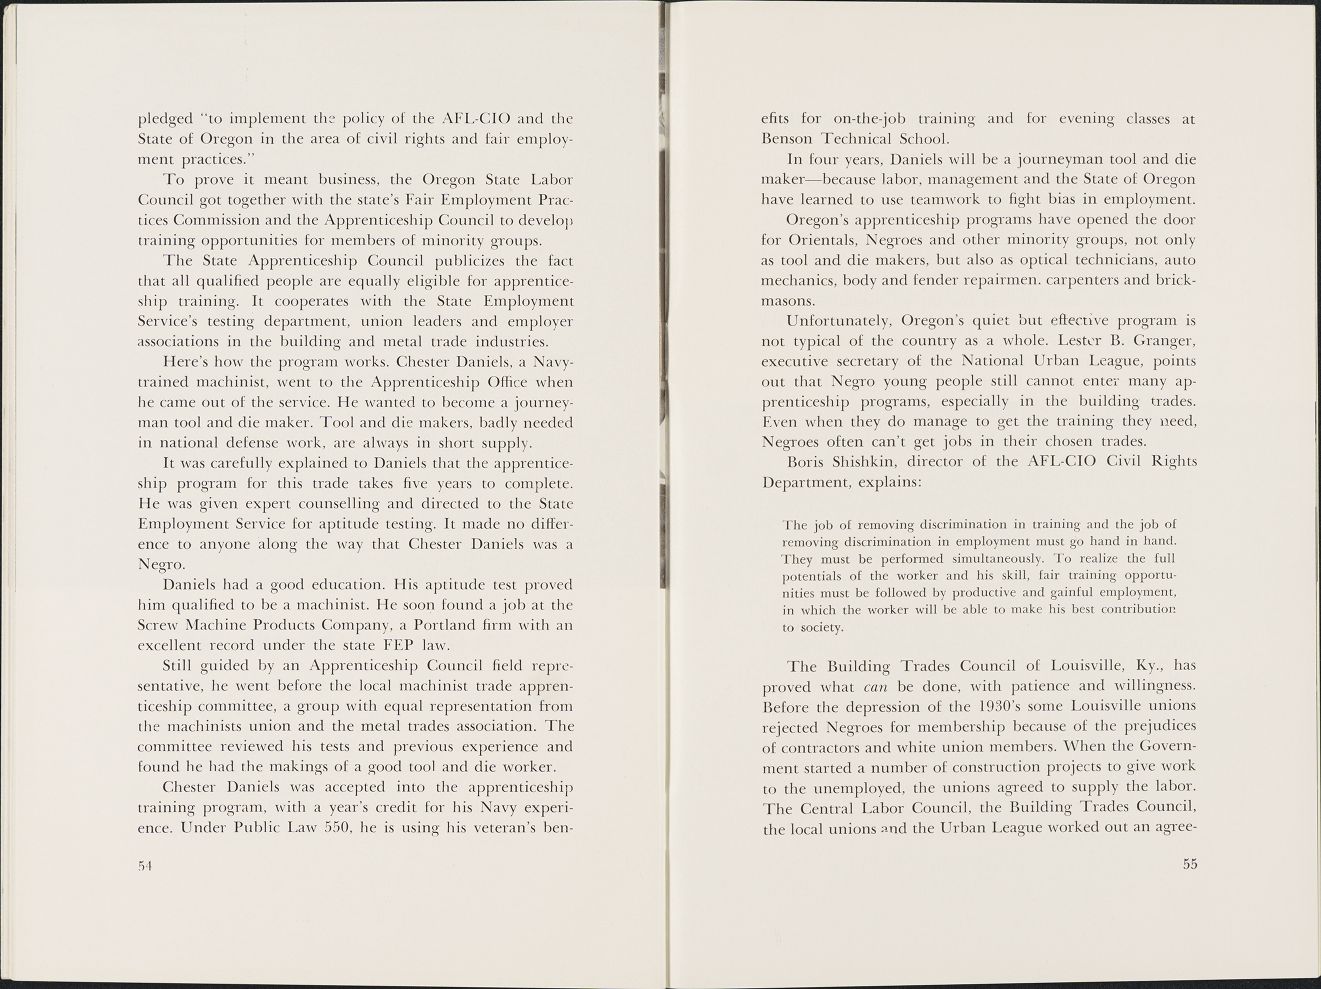 pledged "to implement the policy of the AFL-CIO and the
State of Oregon in the area of civil rights and fair employ-
ment practices."
To prove it meant business, the Oregon State Labor
Council got together with the state's Fair Employment Prac-
tices Commission and the Apprenticeship Council to develop
training opportunities for members of minority groups.
The State Apprenticeship Council publicizes the fact
that all qualified people are equally eligible for apprentice-
ship training. It cooperates with the State Employment
Service's testing department, union leaders and employer
associations in the building and metal trade industries.
Here's how the program works. Chester Daniels, a Navy-
trained machinist, went to the Apprenticeship Office when
he came out of the service. He wanted to become a journey-
man tool and die maker. Tool and die makers, badly needed
in national defense work, are always in short supply.
It was carefully explained to Daniels that the apprentice-
ship program for this trade takes five years to complete.
He was given expert counselling and directed to the State
Employment Service for aptitude testing. It made no differ-
ence to anyone along the way that Chester Daniels was a
Negro.
Daniels had a good education. His aptitude test proved
him qualified to be a machinist. He soon found a job at the
Screw Machine Products Company, a Portland firm with an
excellent record under the state FEP law.
Still guided by an Apprenticeship Council field repre-
sentative, he went before the local machinist trade appren-
ticeship committee, a group with equal representation from
the machinists union and the metal trades association. The
committee reviewed his tests and previous experience and
found he had the makings of a good tool and die worker.
Chester Daniels was accepted into the apprenticeship
training program, with a year's credit for his Navy experi-
ence. Under Public Law 550, he is using his veteran's ben-
54
efits for on-the-job training and for evening classes at
Benson Technical School.
In four years, Daniels will be a journeyman tool and die
maker—because labor, management and the State of Oregon
have learned to use teamwork to fight bias in employment.
Oregon's apprenticeship programs have opened the door
for Orientals, Negroes and other minority groups, not only
as tool and die makers, but also as optical technicians, auto
mechanics, body and fender repairmen. carpenters and brick-
masons.
Unfortunately, Oregon's quiet but effective program is
not typical of the country as a whole. Lester B. Granger,
executive secretary of the National Urban League, points
out that Negro young people still cannot enter many ap-
prenticeship programs, especially in the building trades.
Even when they do manage to get the training they need,
Negroes often can't get jobs in their chosen trades.
Boris Shishkin, director of the AFL-CIO Civil Rights
Department, explains:
The job of removing discrimination in training and the job of
removing discrimination in employment must go hand in hand.
They must be performed simultaneously. To realize the full
potentials of the worker and his skill, fair training opportu-
nities must be followed by productive and gainful employment,
in which the worker will be able to make his best contribution
to society.
The Building Trades Council of Louisville, Ky., has
proved what can be done, with patience and willingness.
Before the depression of the 1930's some Louisville unions
rejected Negroes for membership because of the prejudices
of contractors and white union members. When the Govern-
ment started a number of construction projects to give work
to the unemployed, the unions agreed to supply the labor.
The Central Labor Council, the Building Trades Council,
the local unions and the Urban League worked out an agree-
55